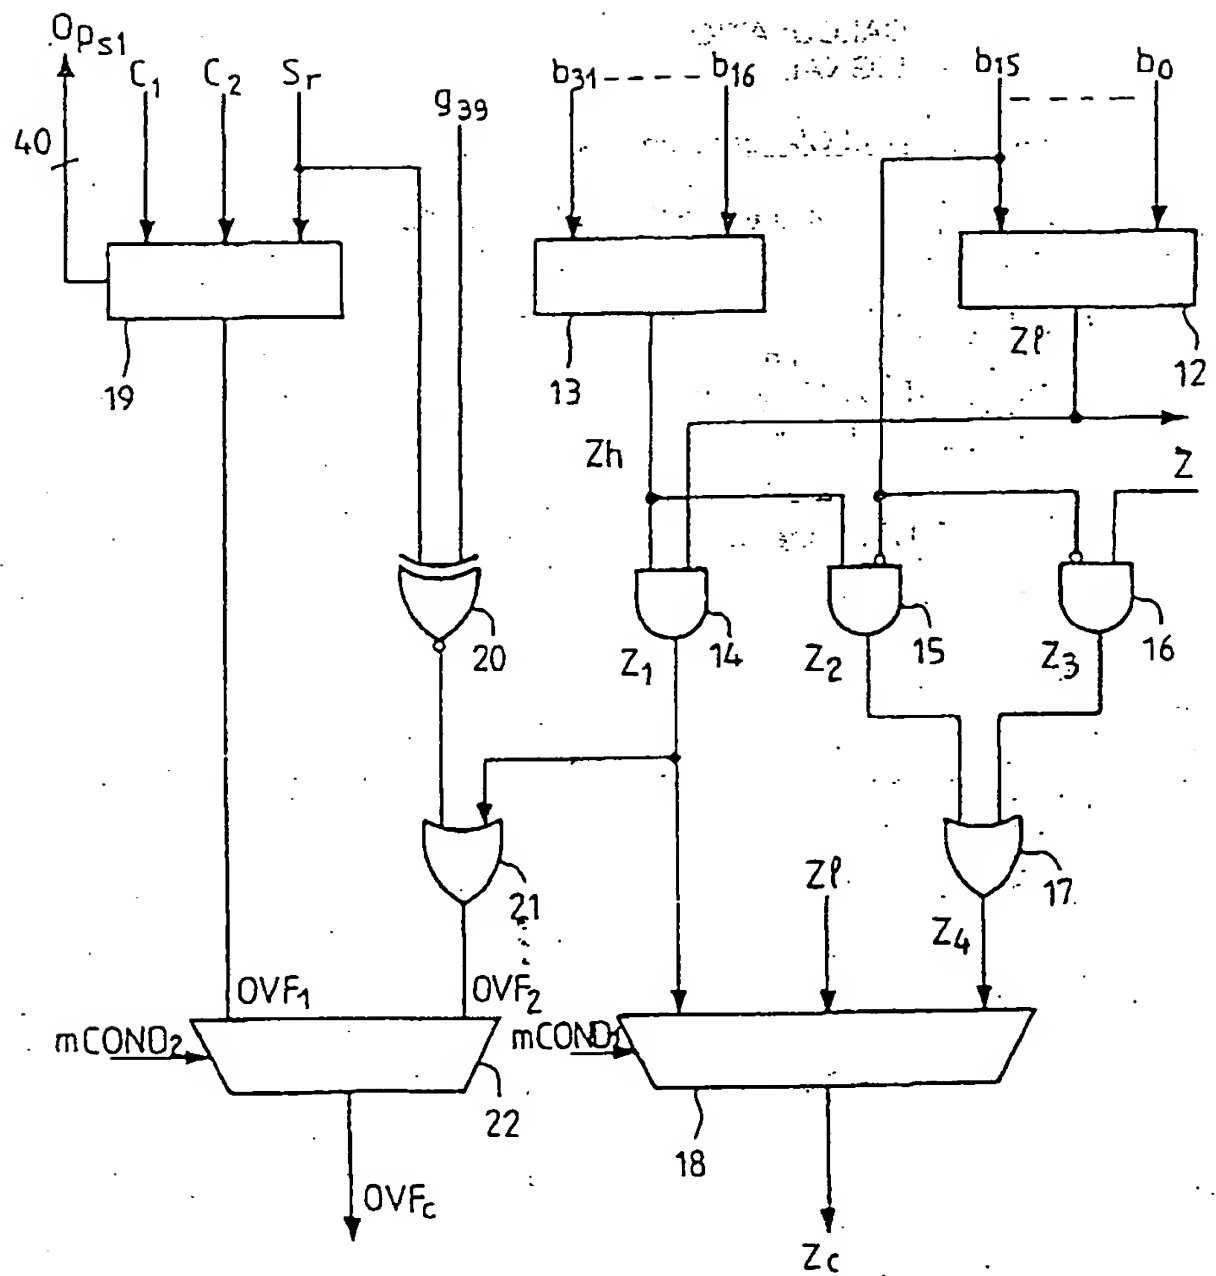 Ops1
C1 C2 Sr
g39
b31 - - - - b16
b15 - - - - b0
40
19
13
Zl
12
Zh
Z
20
Z1
14
Z2
15
Z3
16
21
Zl
17
Z4
OVF1
OVF2
mCOND2
22
18
OVFc
Zc